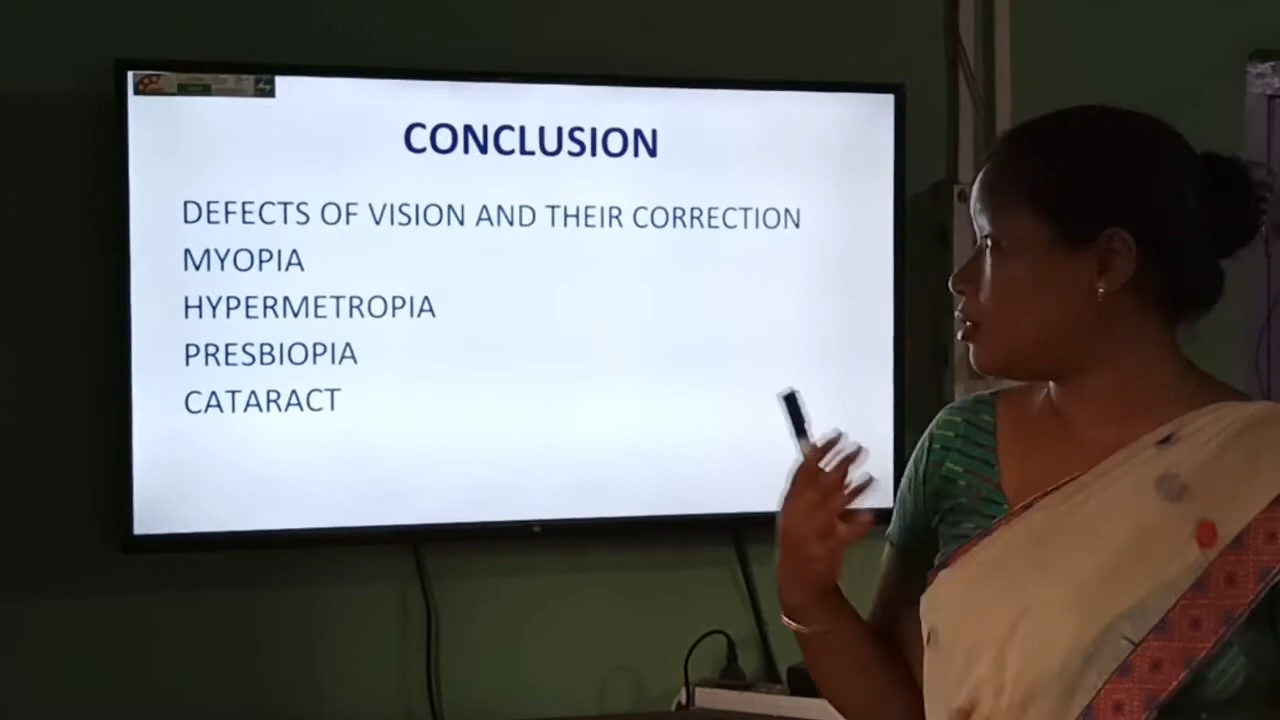 CONCLUSION
DEFECTS OF VISION AND THEIR CORRECTION
MYOPIA
HYPERMETROPIA
PRESBIOPIA
CATARACT